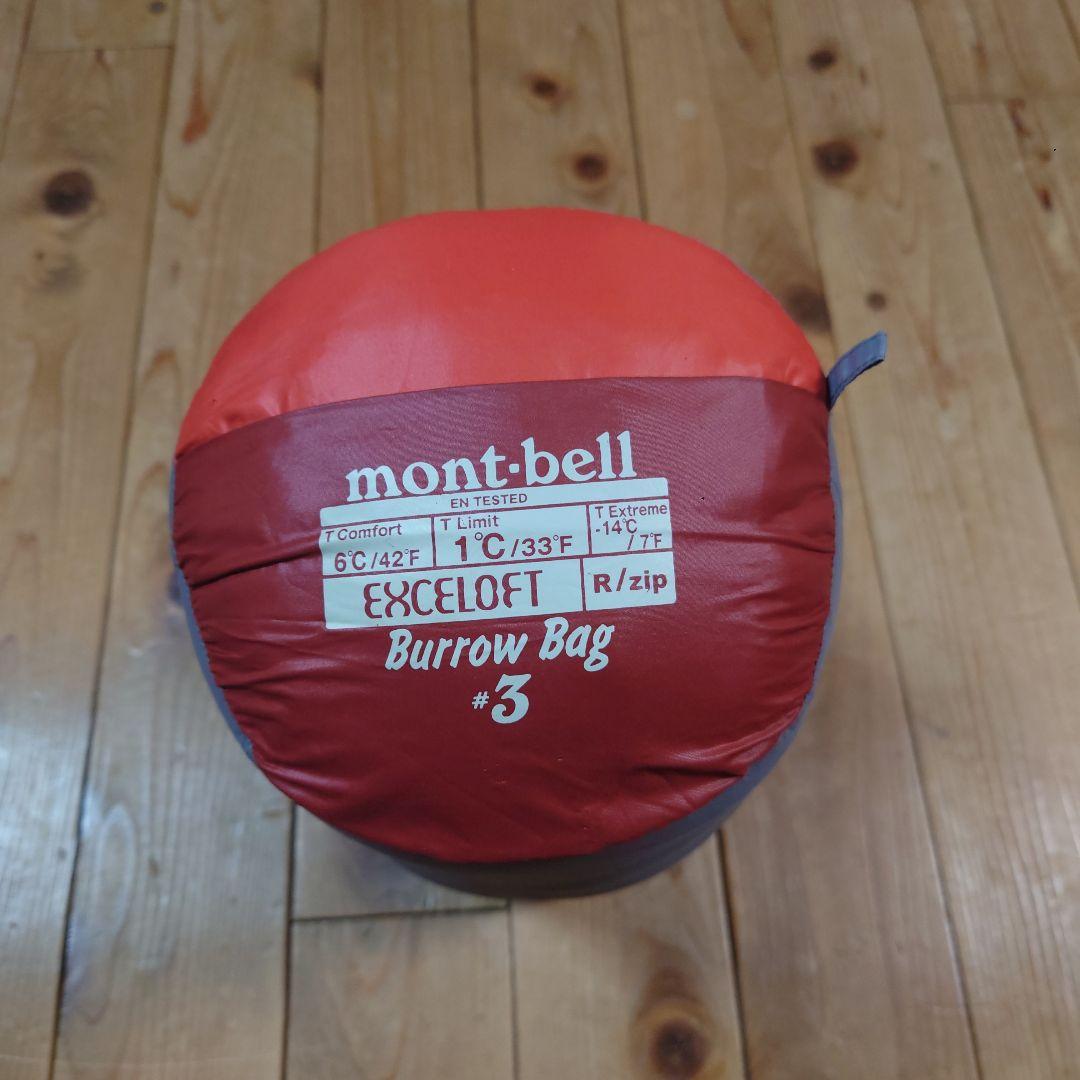 mont-bell
EN TESTED
T Comfort
6℃/42°F
T Limit
1℃/33°F
T Extreme
-14℃
/7°F
EXCELOFT
R/zip
Burrow Bag
#3